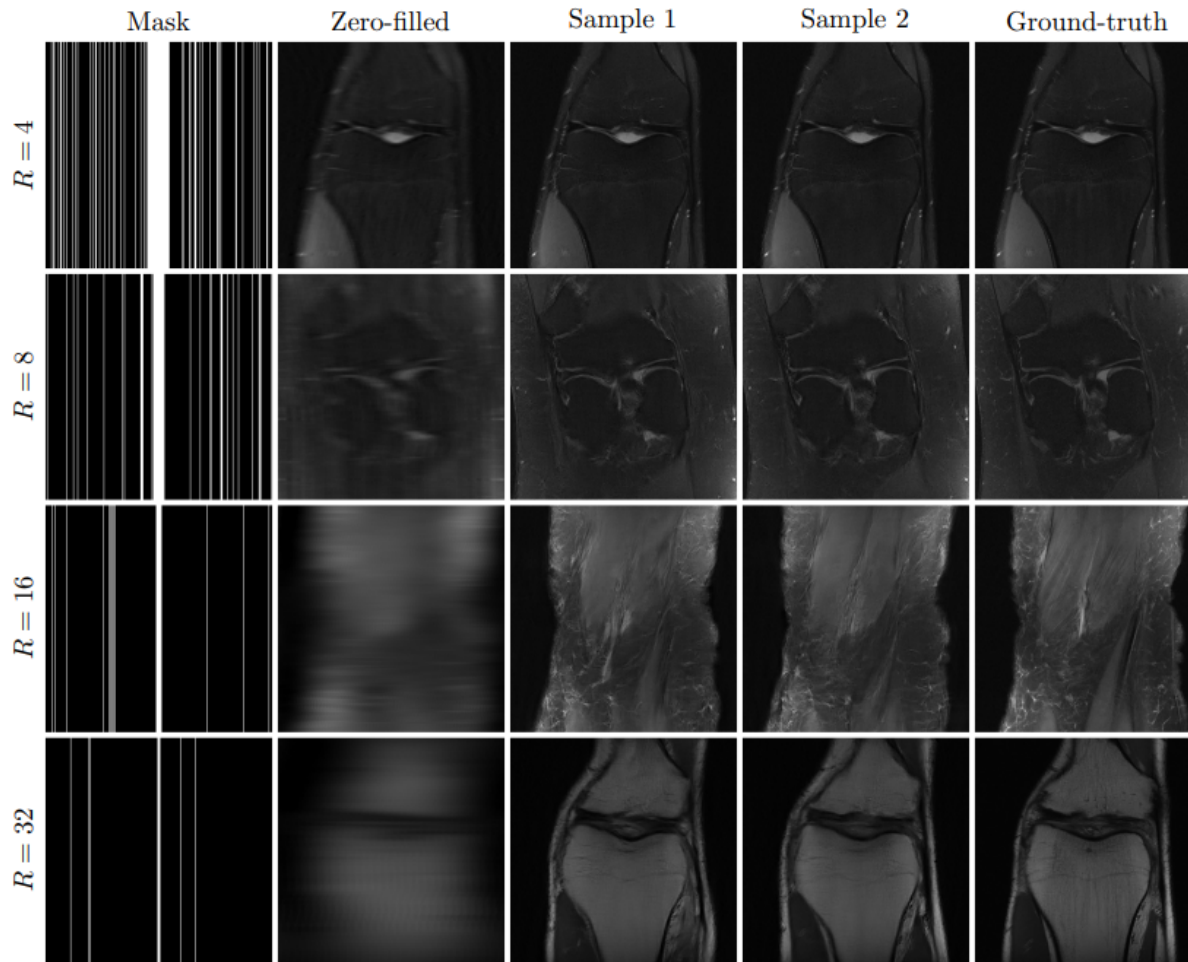 Mask
Zero-filled
Sample 1
Sample 2
Ground-truth
R = 4
R = 8
R = 16
R = 32